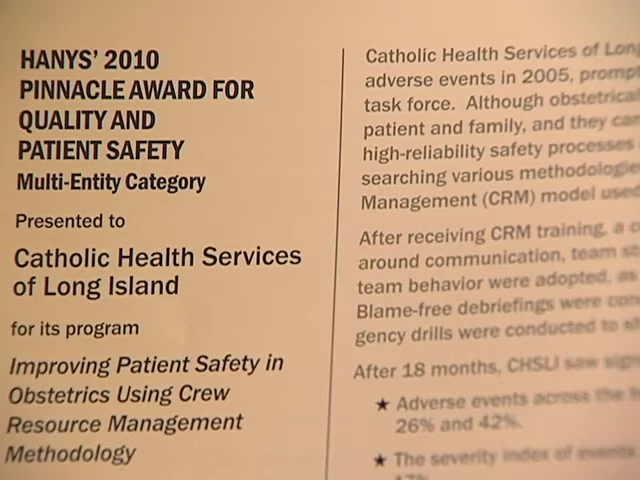 HANYS' 2010
PINNACLE AWARD FOR
QUALITY AND
PATIENT SAFETY
Multi-Entity Category
Presented to
Catholic Health Services
of Long Island
for its program
Improving Patient Safety in
Obstetrics Using Crew
Resource Management
Methodology
Catholic Health Services of Long
adverse events in 2005, promp
task force. Although obstetrical
patient and family, and they can
high-reliability safety processes
searching various methodologie
Management (CRM) model used
After receiving CRM training, a c
around communication, team
team behavior were adopted, as
Blame-free debriefings were con
gency drills were conducted to
After 18 months, CHSLI saw sign
★ Adverse events across the
26% and 42%.
★ The severity index of events
17%